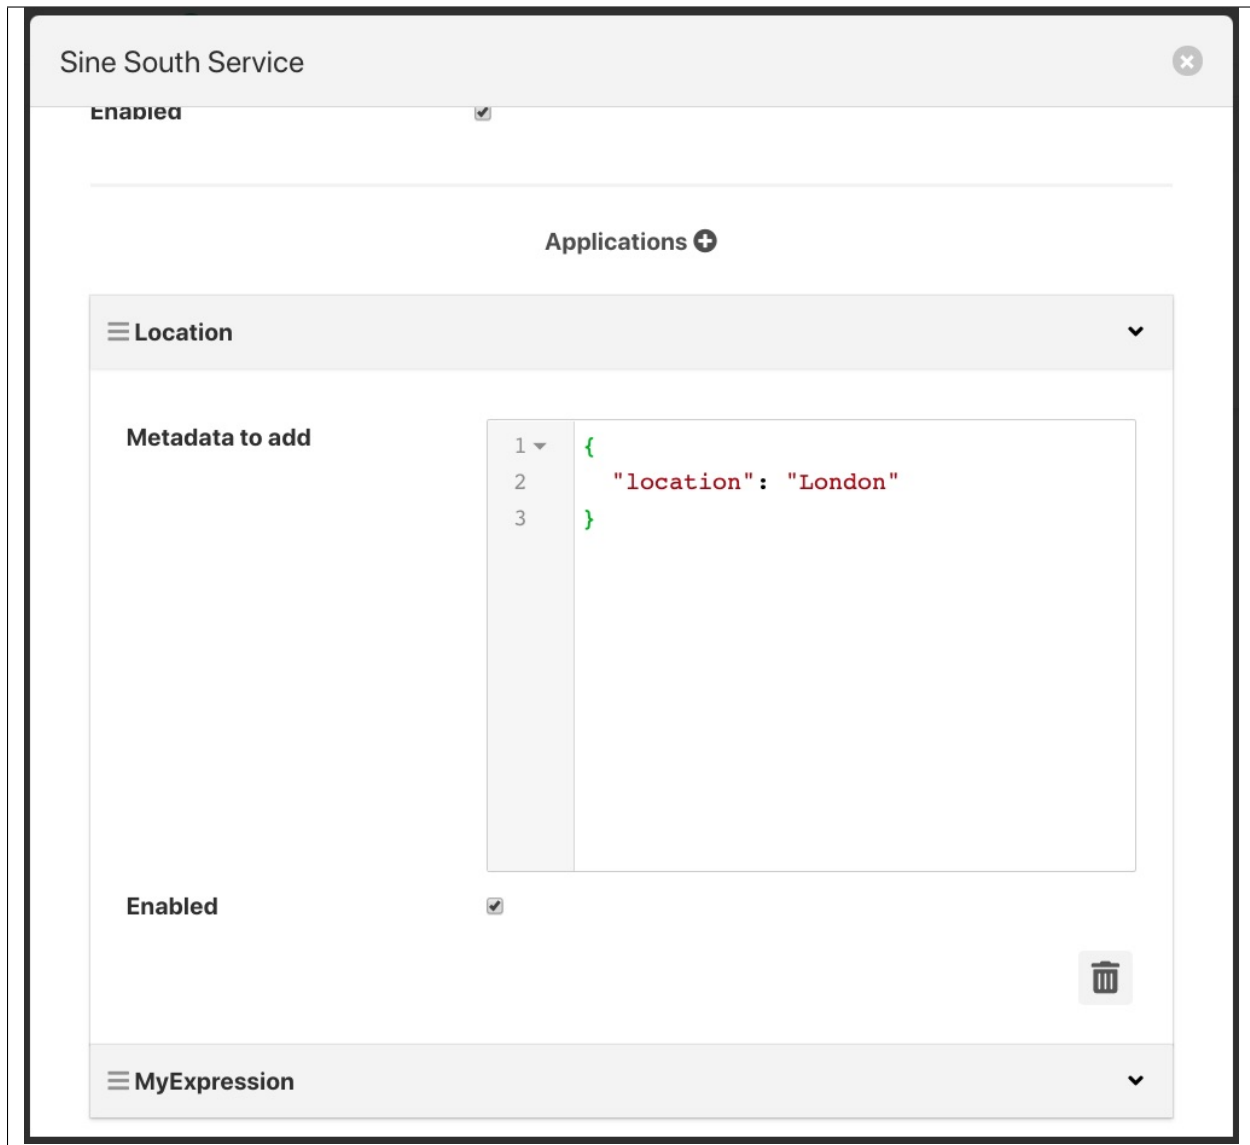 Sine South Service
Enabled
Applications
Location
Metadata to add
1 {
2 "location": "London"
3 }
Enabled
MyExpression